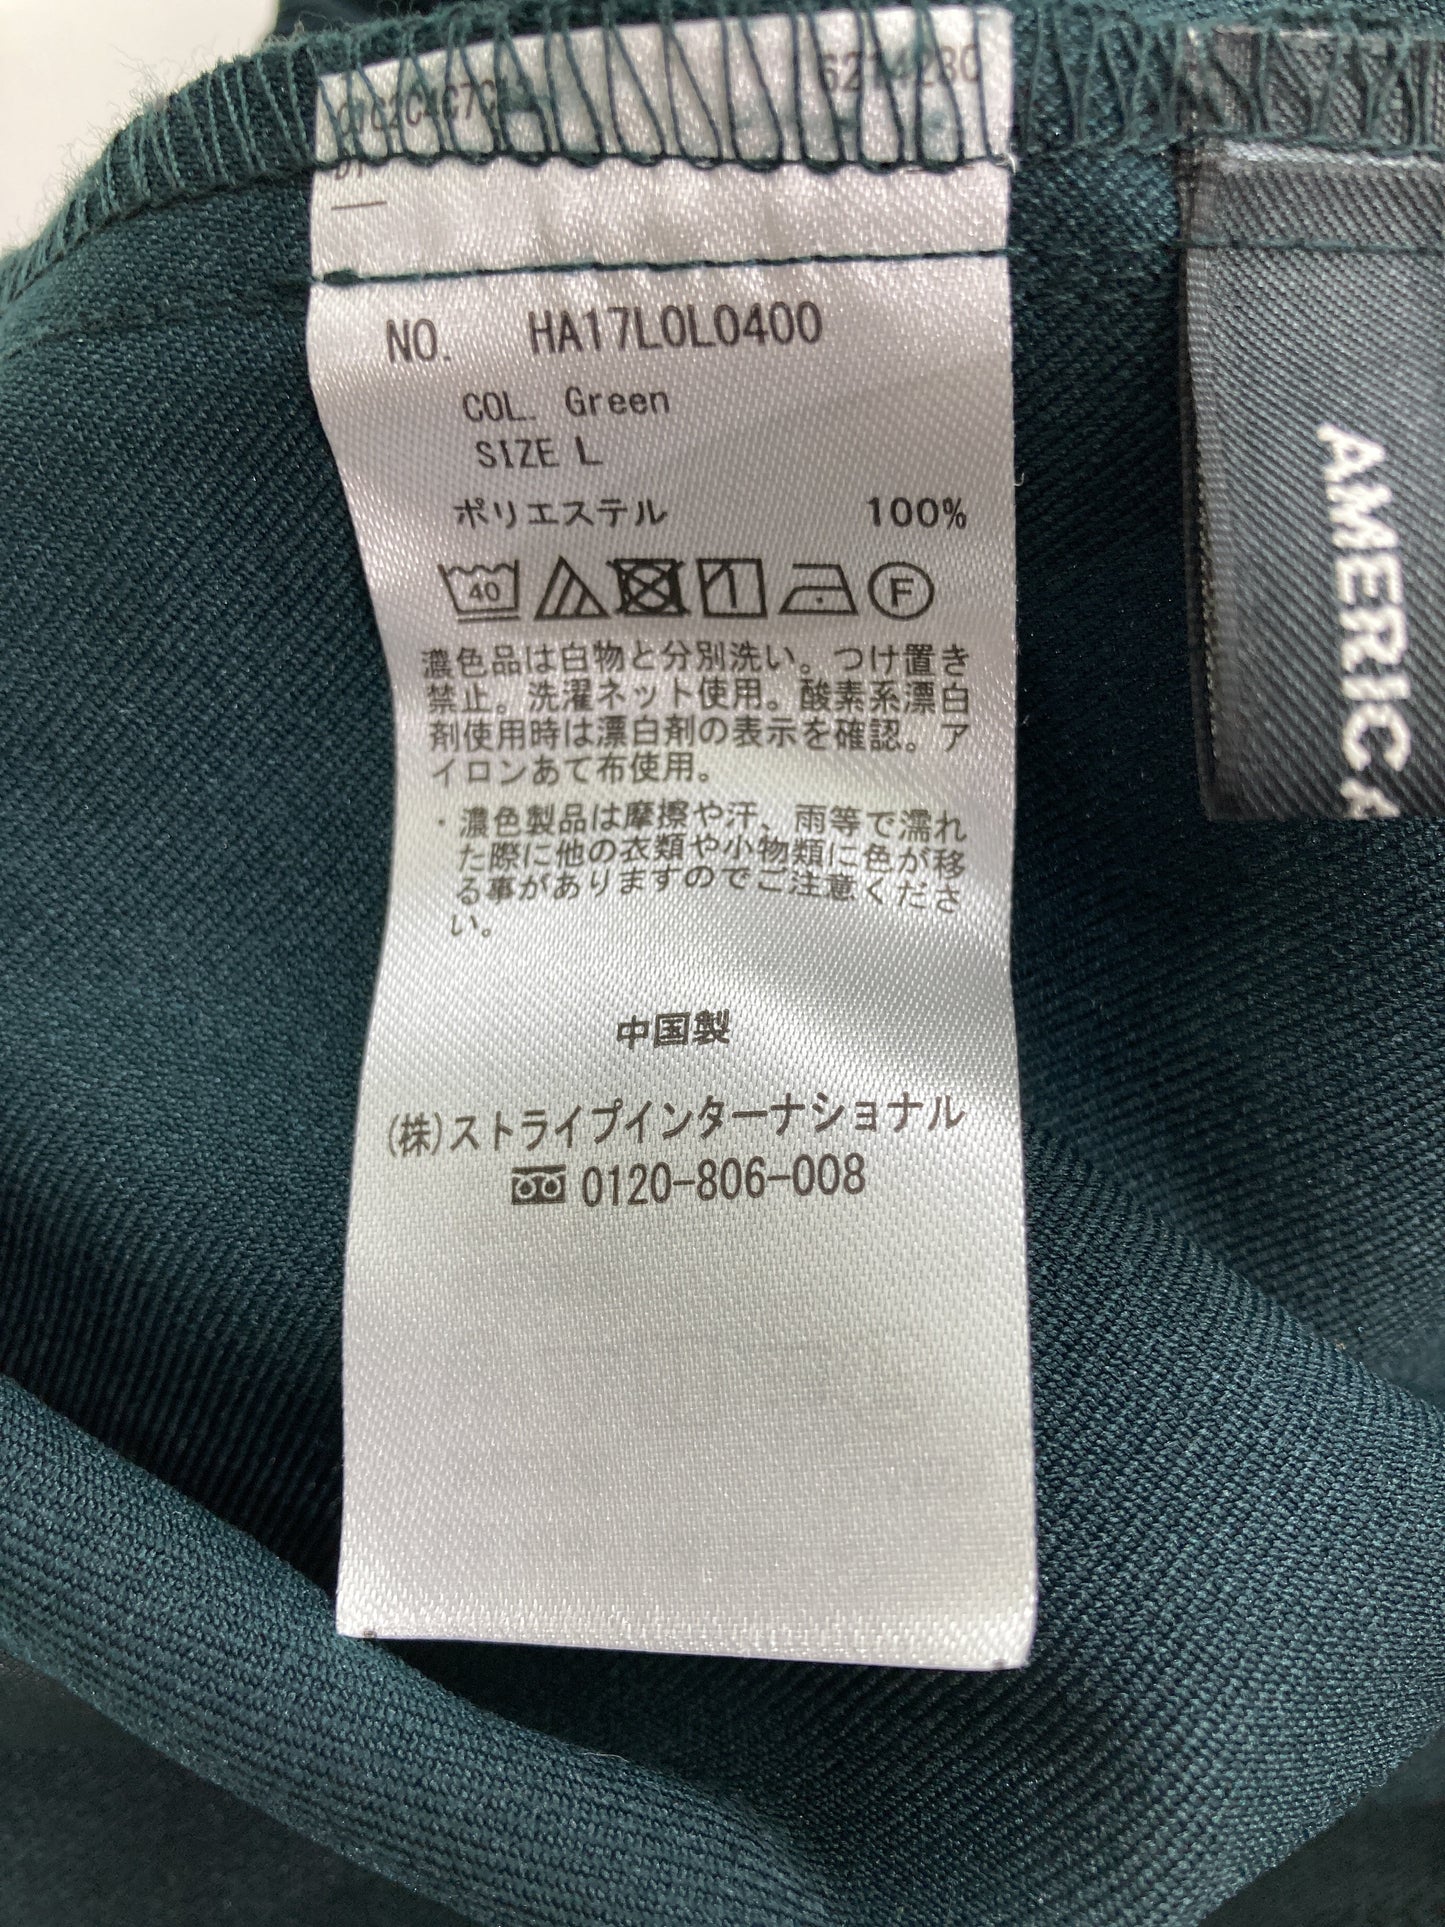 NO. HA17L0L0400
COL. Green
SIZE L
ポリエステル 100%
40
F
濃色品は白物と分別洗い。つけ置き
禁止。洗濯ネット使用。酸素系漂白
剤使用時は漂白剤の表示を確認。ア
イロンあて布使用。
・濃色製品は摩擦や汗、雨等で濡れ
た際に他の衣類や小物類に色が移
る事がありますのでご注意くださ
い。
中国製
(株)ストライプインターナショナル
0120-806-008
AMERICA